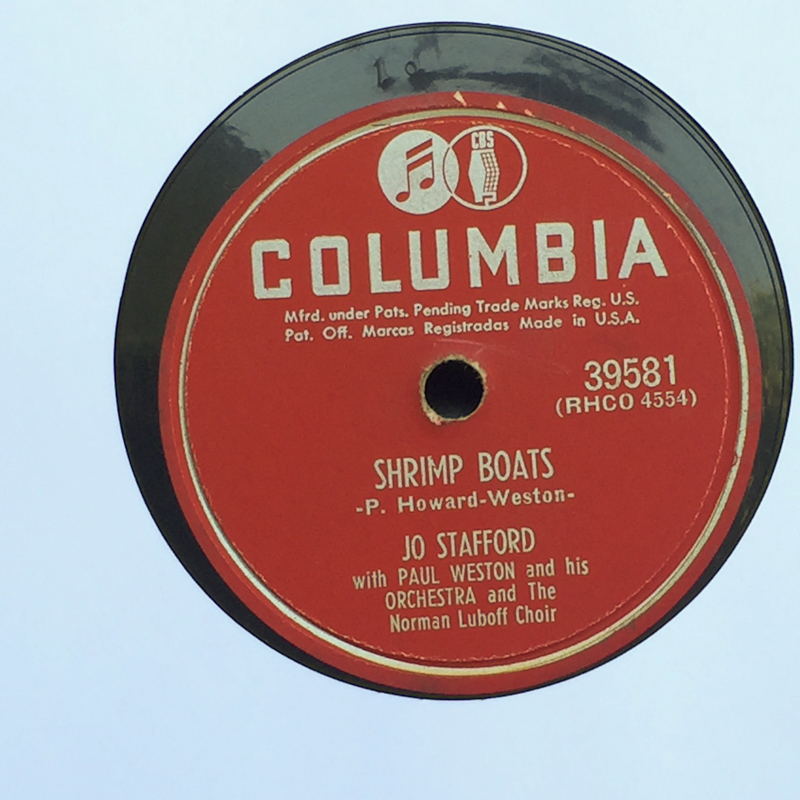 CBS
COLUMBIA
Mfrd. under Pats. Pending Trade Marks Reg. U.S.
Pat. Off. Marcas Registradas Made in U.S.A.
39581
(RHCO 4554)
SHRIMP BOATS
-P. Howard-Weston-
JO STAFFORD
with PAUL WESTON and his
ORCHESTRA and The
Norman Luboff Choir